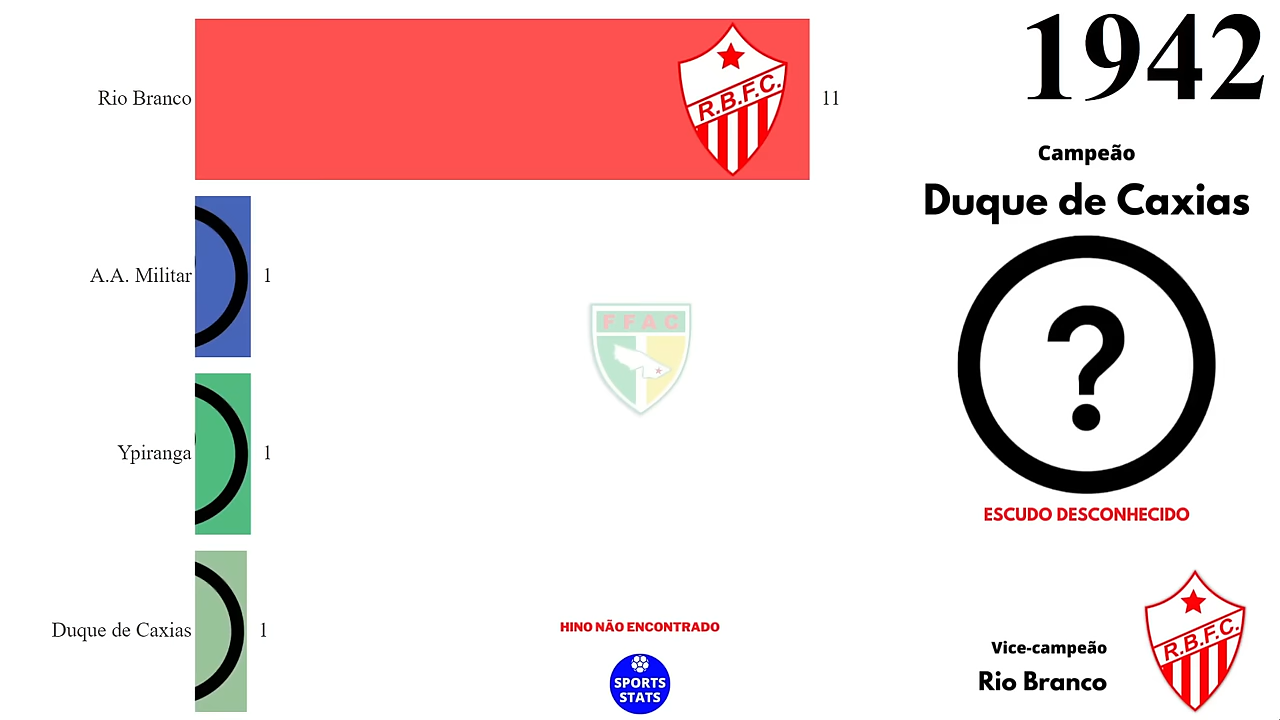 1942
Campeão
Duque de Caxias
Rio Branco
R.B.F.C.
11
A.A. Militar
1
FFAC
Ypiranga
1
?
ESCUDO DESCONHECIDO
Duque de Caxias
1
HINO NÃO ENCONTRADO
SPORTS
STATS
Vice-campeão
Rio Branco
R.B.F.C.